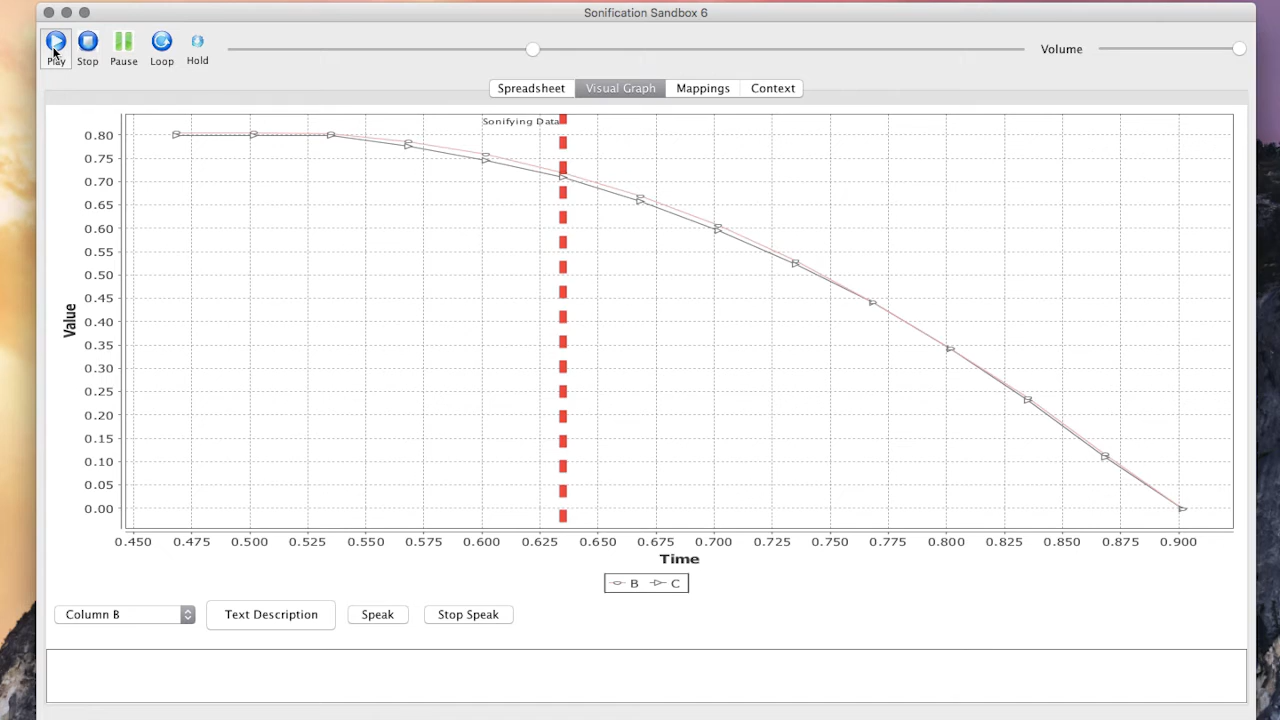 Sonification Sandbox 6
Play Stop Pause Loop Hold
Volume
Spreadsheet Visual Graph Mappings Context
Sonifying Data
0.80
0.75
0.70
0.65
0.60
0.55
0.50
0.45
0.40
0.35
0.30
0.25
0.20
0.15
0.10
0.05
0.00
Value
0.450 0.475 0.500 0.525 0.550 0.575 0.600 0.625 0.650 0.675 0.700 0.725 0.750 0.775 0.800 0.825 0.850 0.875 0.900
Time
B C
Column B Text Description Speak Stop Speak